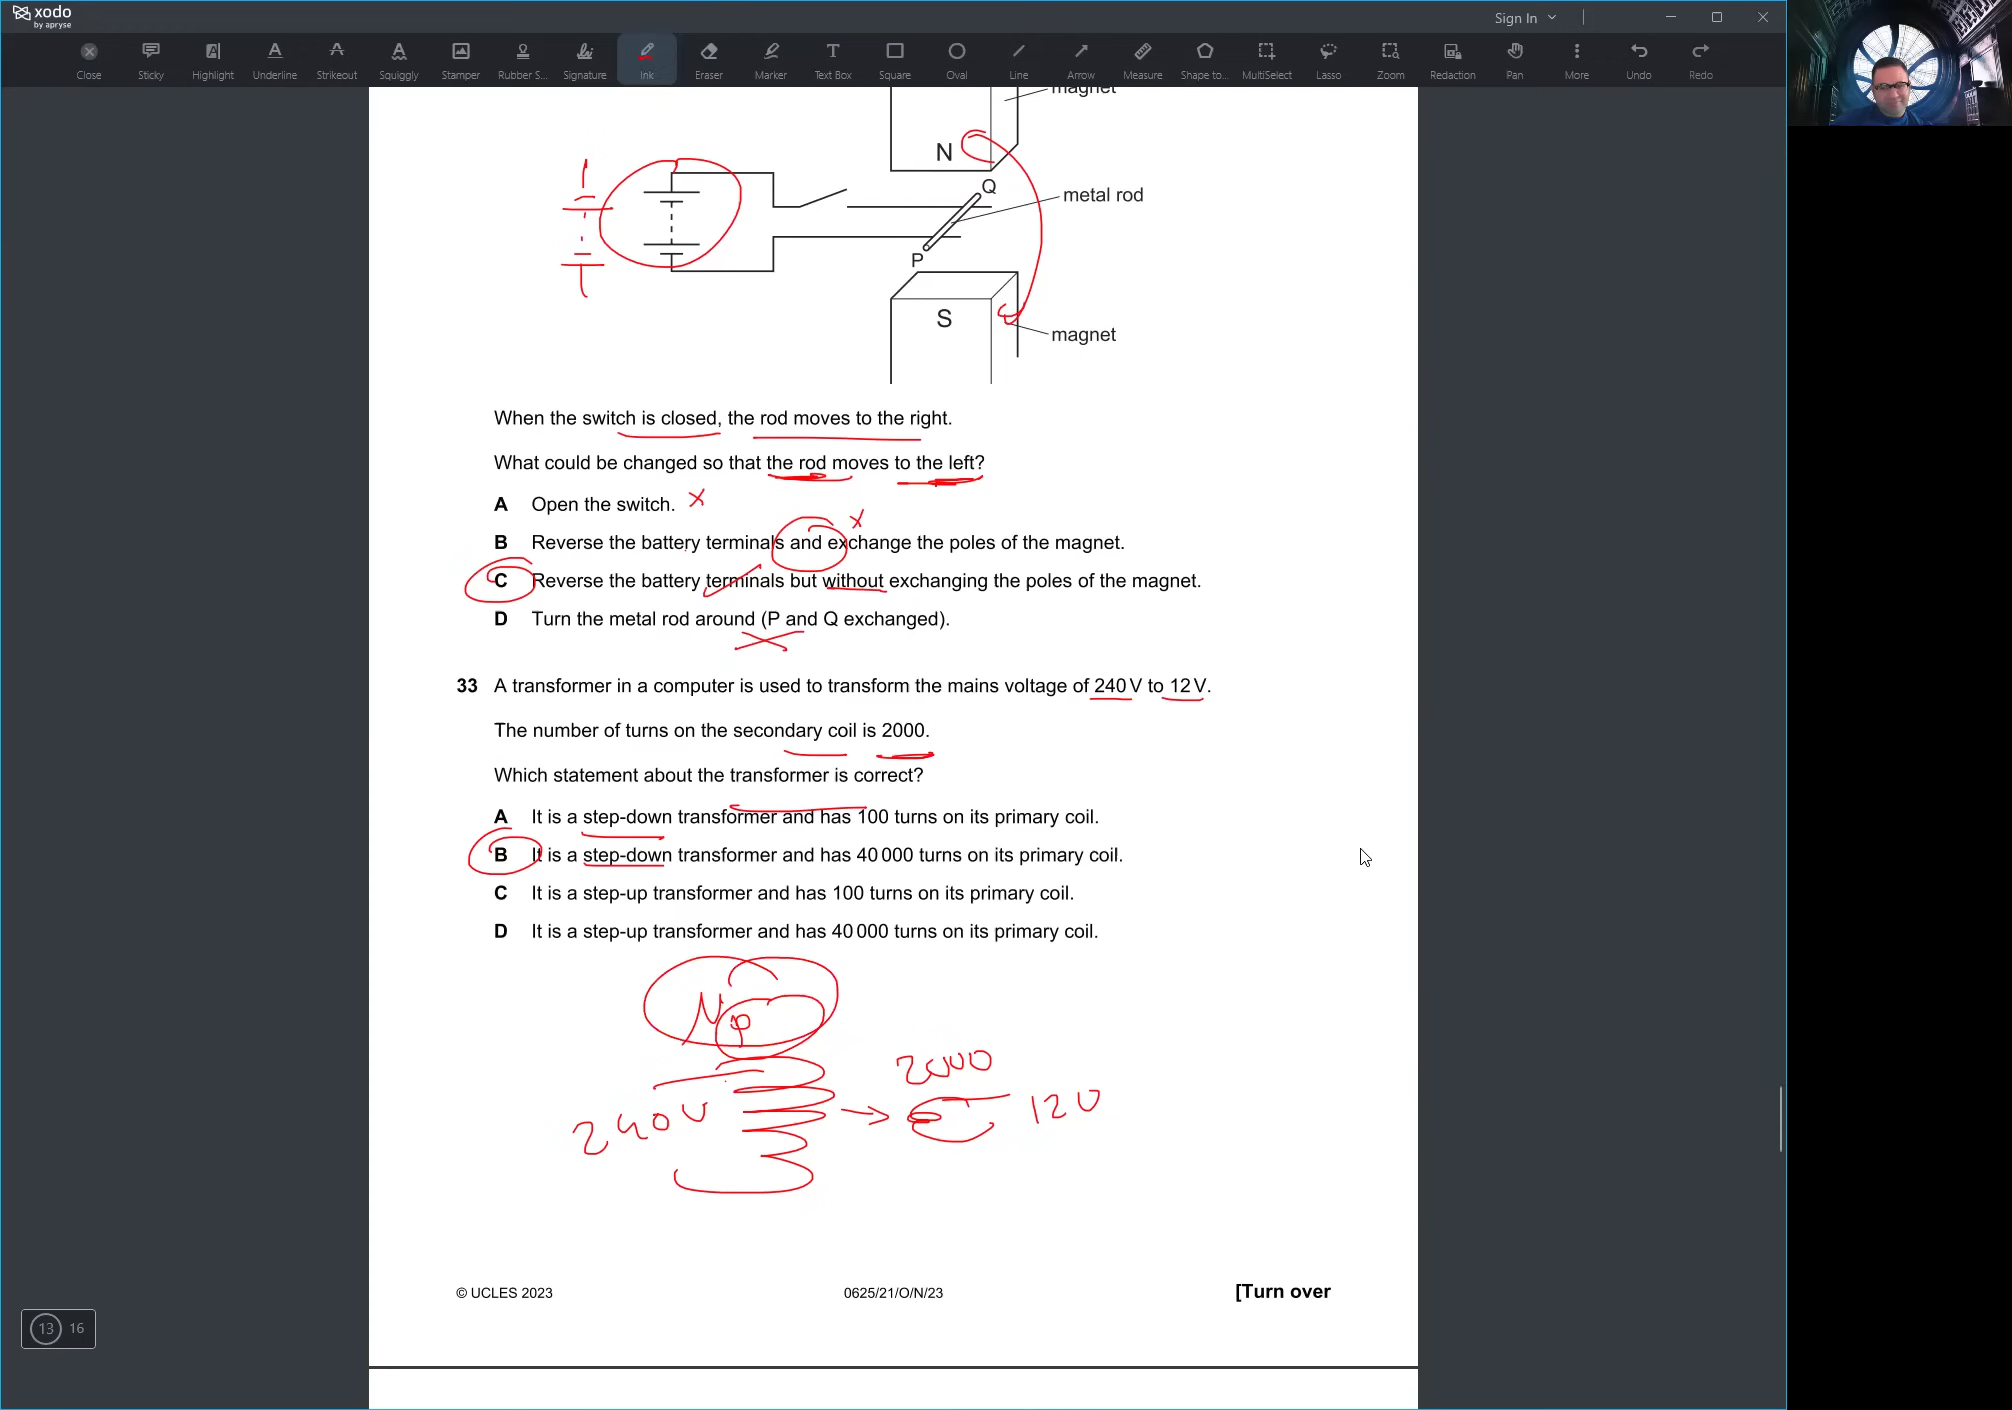 xodo
by apryse
Sign In
Close Sticky Highlight Underline Strikeout Squiggly Stamper Rubber S... Signature Ink Eraser Marker Text Box Square Oval Line Arrow Measure Shape to... MultiSelect Lasso Zoom Redaction Pan More Undo Redo
magnet
N
Q
metal rod
P
S
magnet
When the switch is closed, the rod moves to the right.
What could be changed so that the rod moves to the left?
A Open the switch. x
x
B Reverse the battery terminals and exchange the poles of the magnet.
C Reverse the battery terminals but without exchanging the poles of the magnet.
D Turn the metal rod around (P and Q exchanged).
33 A transformer in a computer is used to transform the mains voltage of 240 V to 12 V.
The number of turns on the secondary coil is 2000.
Which statement about the transformer is correct?
A It is a step-down transformer and has 100 turns on its primary coil.
B It is a step-down transformer and has 40 000 turns on its primary coil.
C It is a step-up transformer and has 100 turns on its primary coil.
D It is a step-up transformer and has 40 000 turns on its primary coil.
Np
2000
240V
12V
© UCLES 2023 0625/21/O/N/23 [Turn over
13 16